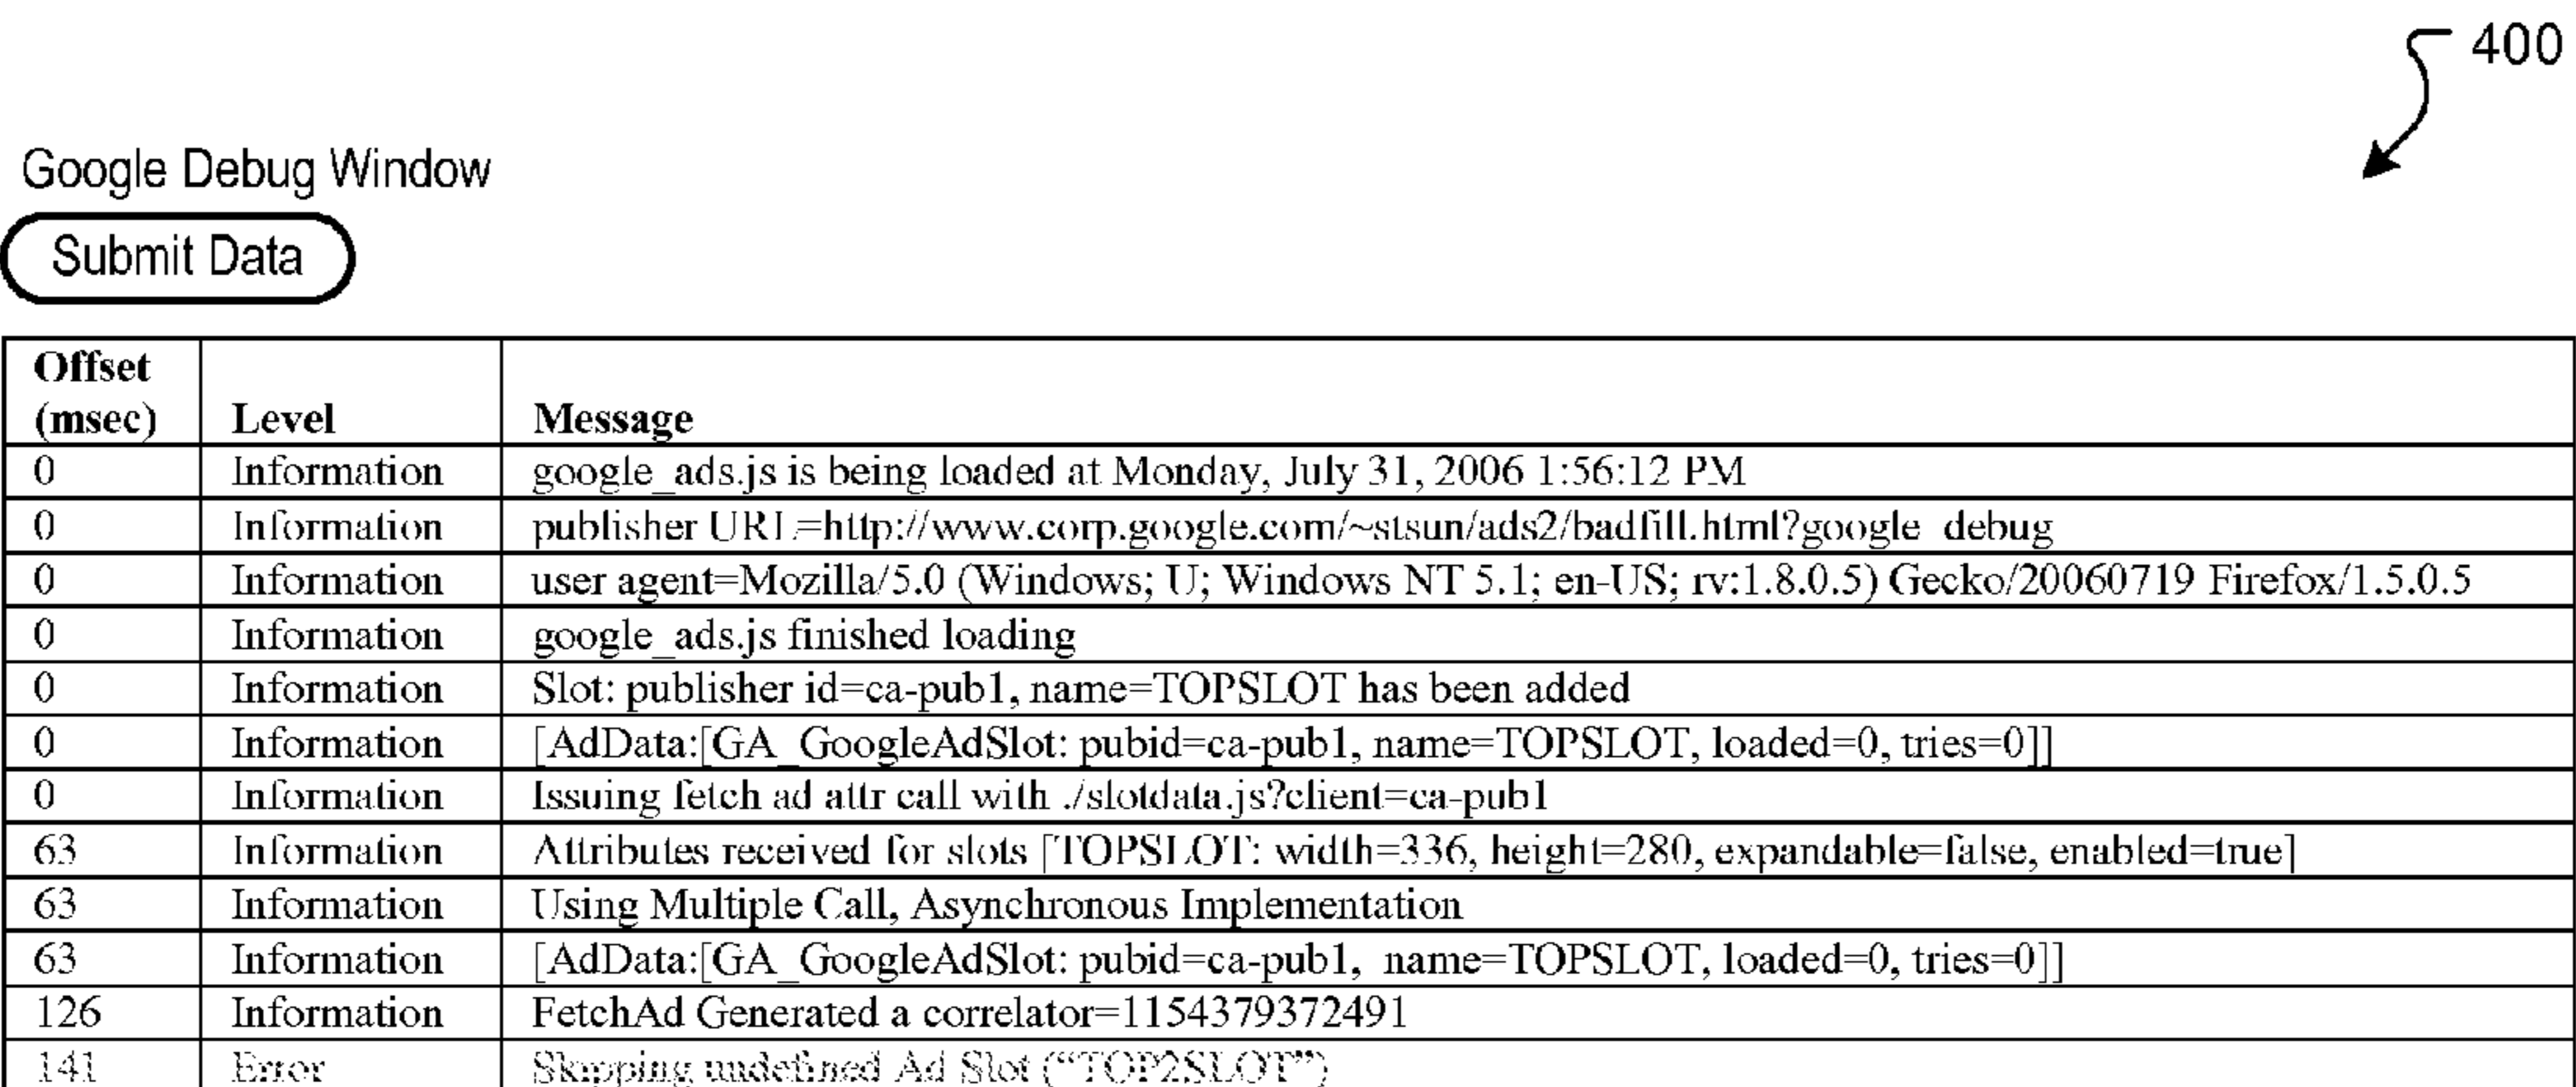 400
Google Debug Window
Submit Data
Offset
(msec) Level Message
0 Information google_ads.js is being loaded at Monday, July 31, 2006 1:56:12 PM
0 Information publisher URL=http://www.corp.google.com/~stsun/ads2/badfill.html?google_debug
0 Information user agent=Mozilla/5.0 (Windows; U; Windows NT 5.1; en-US; rv:1.8.0.5) Gecko/20060719 Firefox/1.5.0.5
0 Information google_ads.js finished loading
0 Information Slot: publisher id=ca-pub1, name=TOPSLOT has been added
0 Information [AdData:[GA_GoogleAdSlot: pubid=ca-pub1, name=TOPSLOT, loaded=0, tries=0]]
0 Information Issuing fetch ad attr call with ./slotdata.js?client=ca-pub1
63 Information Attributes received for slots [TOPSLOT: width=336, height=280, expandable=false, enabled=true]
63 Information Using Multiple Call, Asynchronous Implementation
63 Information [AdData:[GA_GoogleAdSlot: pubid=ca-pub1, name=TOPSLOT, loaded=0, tries=0]]
126 Information FetchAd Generated a correlator=1154379372491
141 Error Skipping undefined Ad Slot (“TOP2SLOT”)